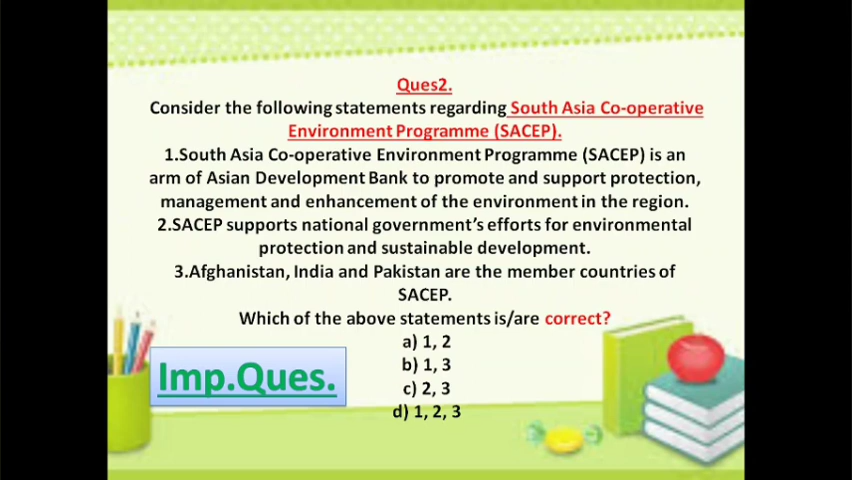 Ques2.
Consider the following statements regarding South Asia Co-operative
Environment Programme (SACEP).
1.South Asia Co-operative Environment Programme (SACEP) is an
arm of Asian Development Bank to promote and support protection,
management and enhancement of the environment in the region.
2.SACEP supports national government's efforts for environmental
protection and sustainable development.
3.Afghanistan, India and Pakistan are the member countries of
SACEP.
Which of the above statements is/are correct?
a) 1, 2
b) 1, 3
c) 2, 3
d) 1, 2, 3
Imp.Ques.